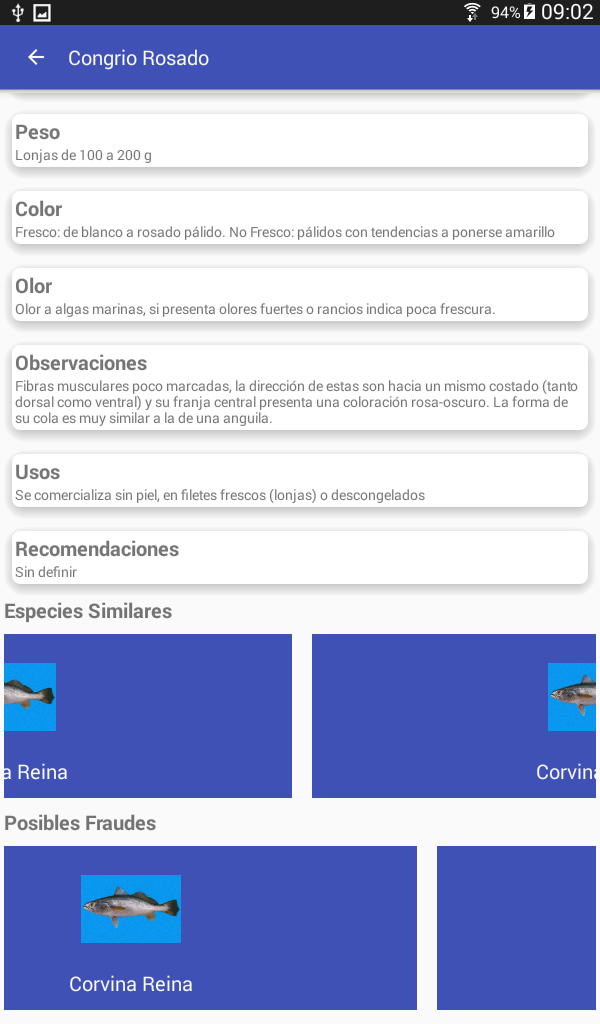 94% 09:02
Congrio Rosado
Peso
Lonjas de 100 a 200 g
Color
Fresco: de blanco a rosado pálido. No Fresco: pálidos con tendencias a ponerse amarillo
Olor
Olor a algas marinas, si presenta olores fuertes o rancios indica poca frescura.
Observaciones
Fibras musculares poco marcadas, la dirección de estas son hacia un mismo costado (tanto
dorsal como ventral) y su franja central presenta una coloración rosa-oscuro. La forma de
su cola es muy similar a la de una anguila.
Usos
Se comercializa sin piel, en filetes frescos (lonjas) o descongelados
Recomendaciones
Sin definir
Especies Similares
a Reina
Corvina
Posibles Fraudes
Corvina Reina